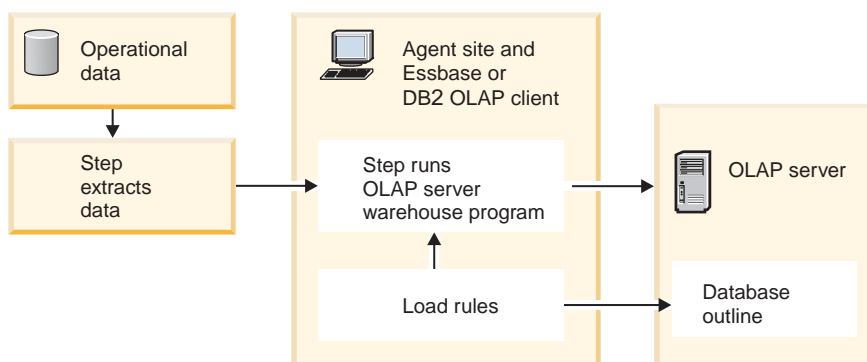 Operational
data
Step
extracts
data
Agent site and
Essbase or
DB2 OLAP client
Step runs
OLAP server
warehouse program
Load rules
OLAP server
Database
outline